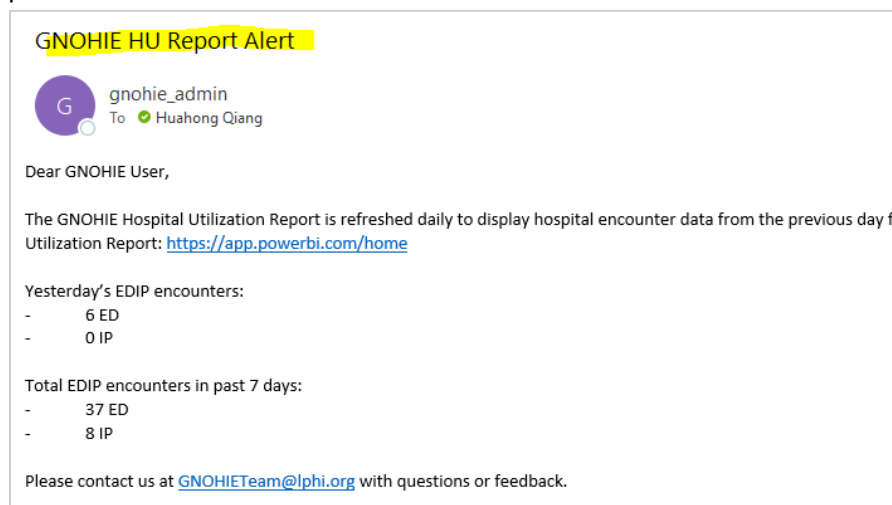 GNOHIE HU Report Alert
G
gnohie_admin
To Huahong Qiang
Dear GNOHIE User,
The GNOHIE Hospital Utilization Report is refreshed daily to display hospital encounter data from the previous day
Utilization Report: https://app.powerbi.com/home
Yesterday’s EDIP encounters:
- 6 ED
- 0 IP
Total EDIP encounters in past 7 days:
- 37 ED
- 8 IP
Please contact us at GNOHIETeam@lphi.org with questions or feedback.